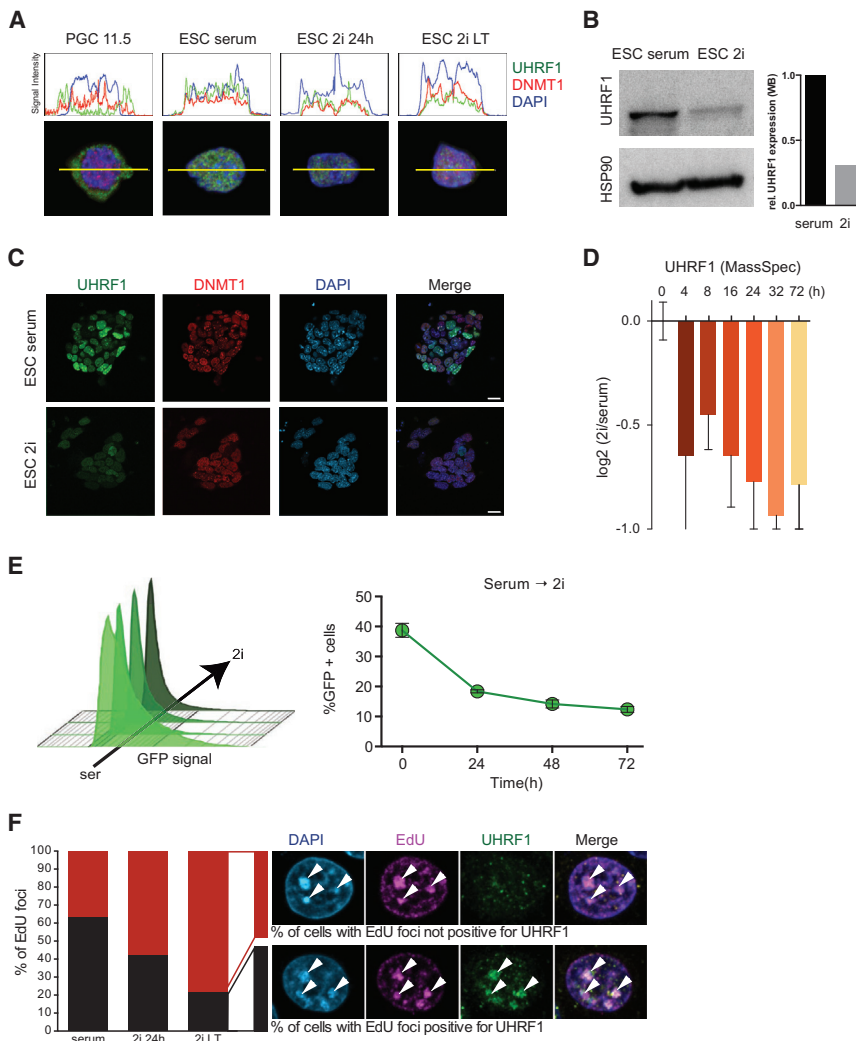 A
PGC 11.5
ESC serum
ESC 2i 24h
ESC 2i LT
Signal Intensity
UHRF1
DNMT1
DAPI
B
ESC serum ESC 2i
UHRF1
HSP90
rel. UHRF1 expression (WB)
1.0
0.5
0.0
serum 2i
C
UHRF1
DNMT1
DAPI
Merge
ESC serum
ESC 2i
D
UHRF1 (MassSpec)
0 4 8 16 24 32 72 (h)
0.0
-0.5
-1.0
log2 (2i/serum)
E
2i
ser
GFP signal
Serum → 2i
%GFP + cells
50
40
30
20
10
0
0 24 48 72
Time(h)
F
% of EdU foci
100
90
80
70
60
50
40
30
20
10
0
serum 2i 24h 2i LT
DAPI
EdU
UHRF1
Merge
% of cells with EdU foci not positive for UHRF1
% of cells with EdU foci positive for UHRF1